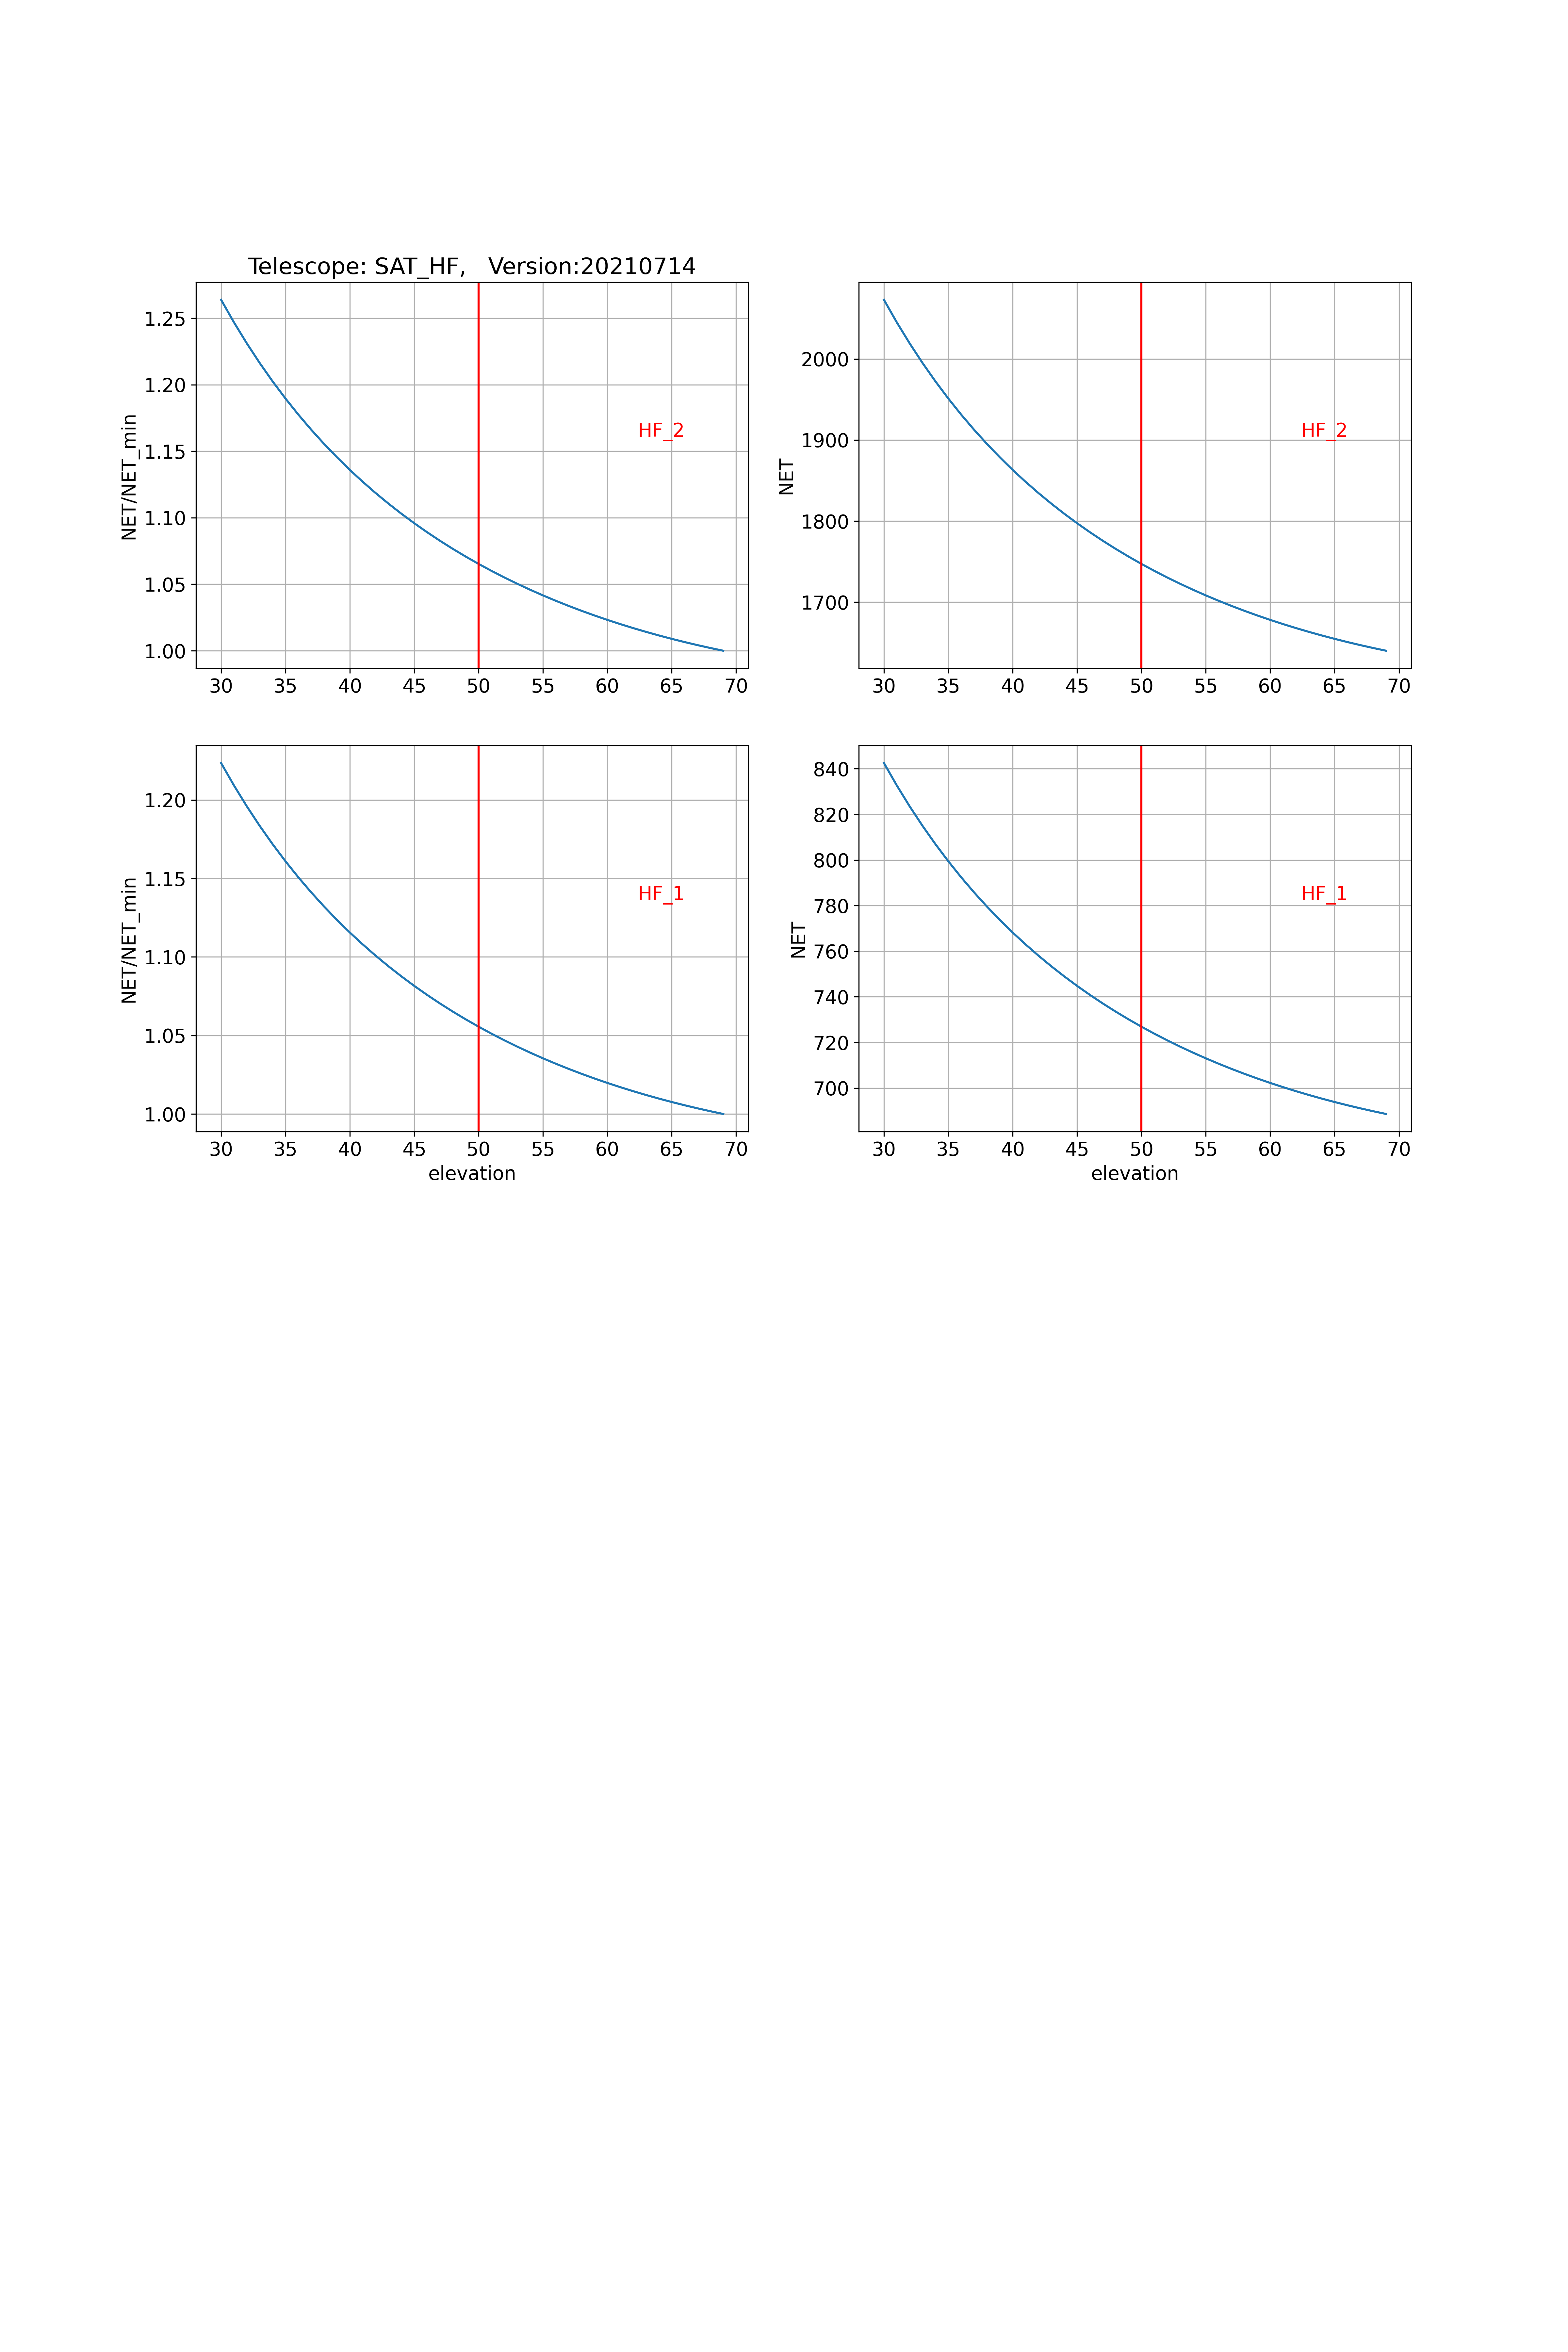 Telescope: SAT_HF,   Version:20210714
NET/NET_min
1.25
1.20
1.15
1.10
1.05
1.00
HF_2
30 35 40 45 50 55 60 65 70
NET
2000
1900
1800
1700
HF_2
30 35 40 45 50 55 60 65 70
NET/NET_min
1.20
1.15
1.10
1.05
1.00
HF_1
30 35 40 45 50 55 60 65 70
elevation
NET
840
820
800
780
760
740
720
700
HF_1
30 35 40 45 50 55 60 65 70
elevation